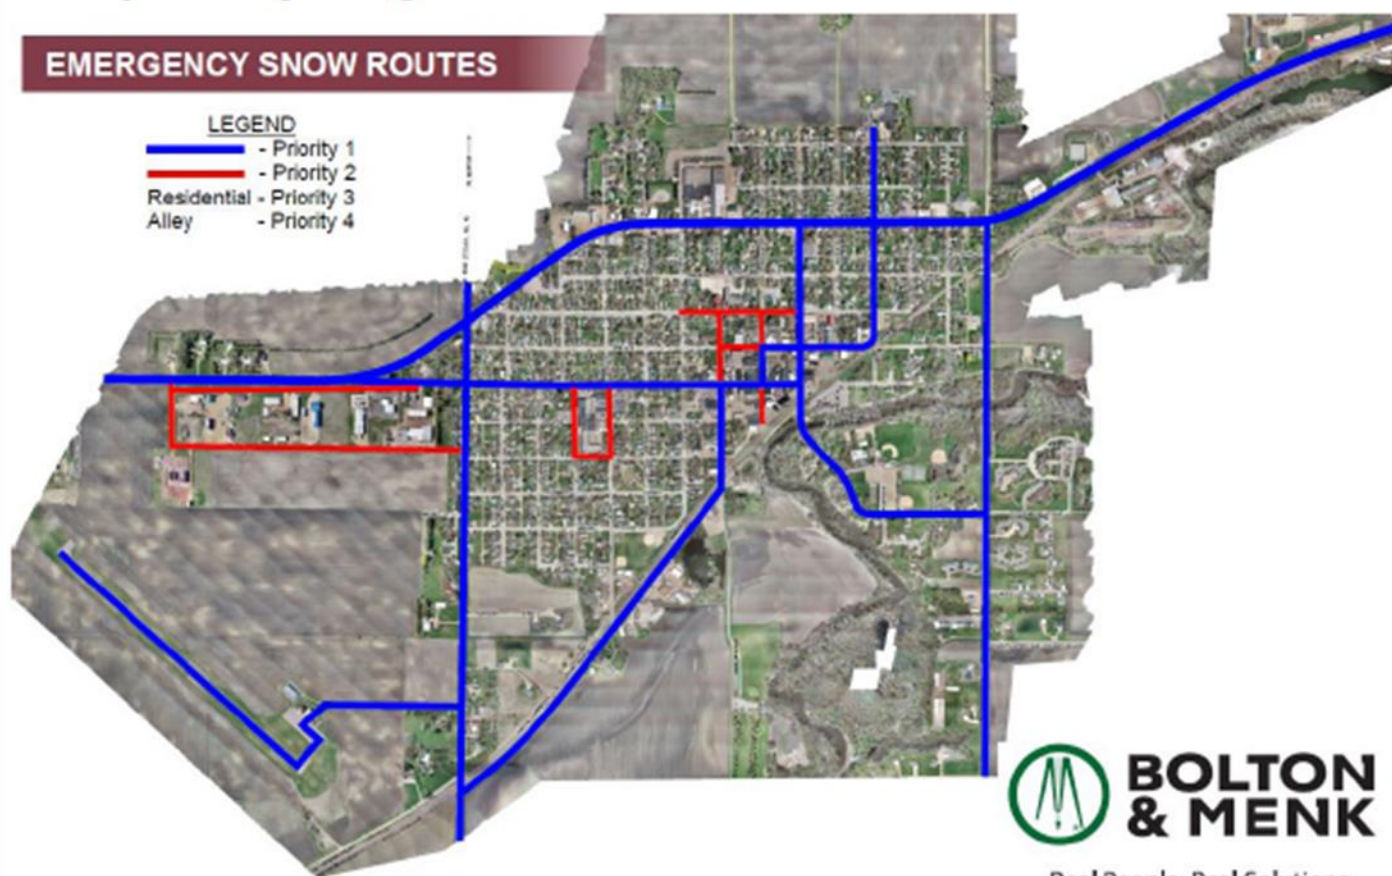 EMERGENCY SNOW ROUTES
LEGEND
- Priority 1
- Priority 2
Residential - Priority 3
Alley - Priority 4
BOLTON
& MENK